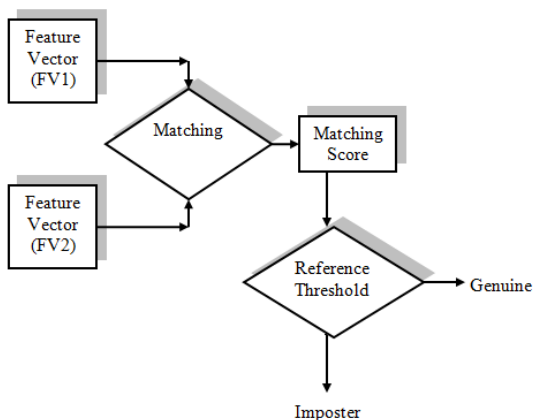 Feature
Vector
(FV1)
Matching
Matching
Score
Feature
Vector
(FV2)
Reference
Threshold
Genuine
Imposter